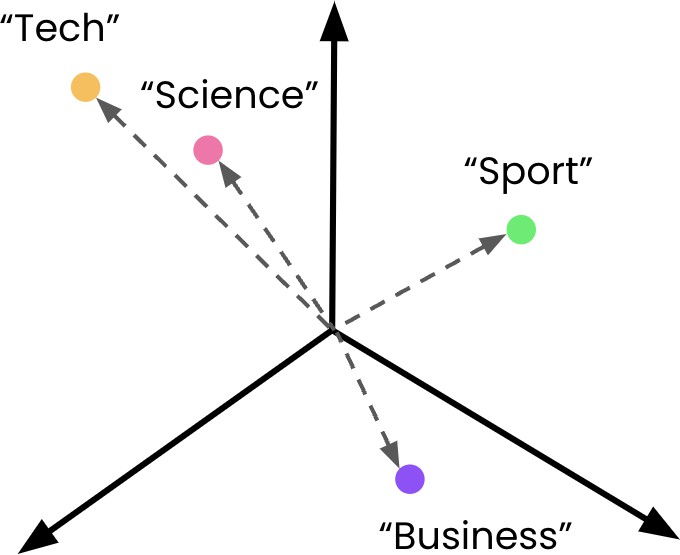 “Tech”
“Science”
“Sport”
“Business”